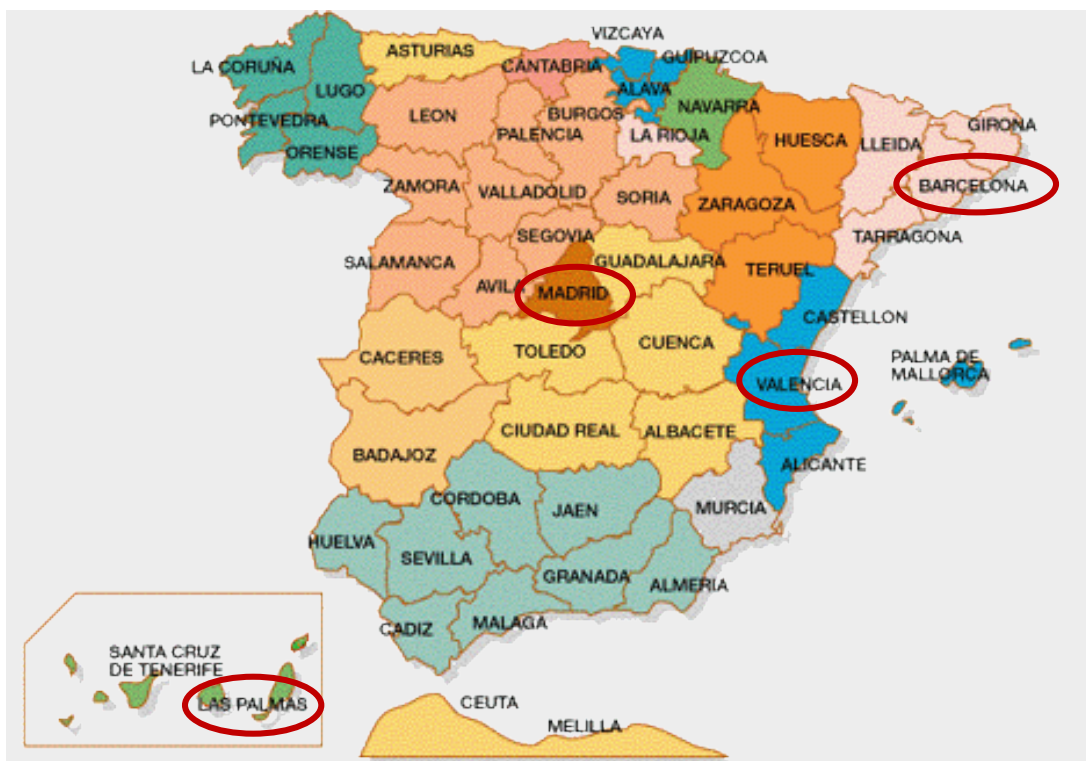 VIZCAYA
ASTURIAS
GUIPUZCOA
CANTABRIA
LA CORUÑA
LUGO
ALAVA
NAVARRA
LEON
BURGOS
PONTEVEDRA
PALENCIA
LA RIOJA
HUESCA
LLEIDA
GIRONA
ORENSE
ZAMORA
VALLADOLID
SORIA
ZARAGOZA
BARCELONA
SEGOVIA
TARRAGONA
SALAMANCA
GUADALAJARA
TERUEL
AVILA
MADRID
CASTELLON
CACERES
TOLEDO
CUENCA
PALMA DE
MALLORCA
VALENCIA
CIUDAD REAL
ALBACETE
BADAJOZ
ALICANTE
CORDOBA
JAEN
MURCIA
HUELVA
SEVILLA
GRANADA
ALMERIA
CADIZ
MALAGA
SANTA CRUZ
DE TENERIFE
LAS PALMAS
CEUTA
MELILLA